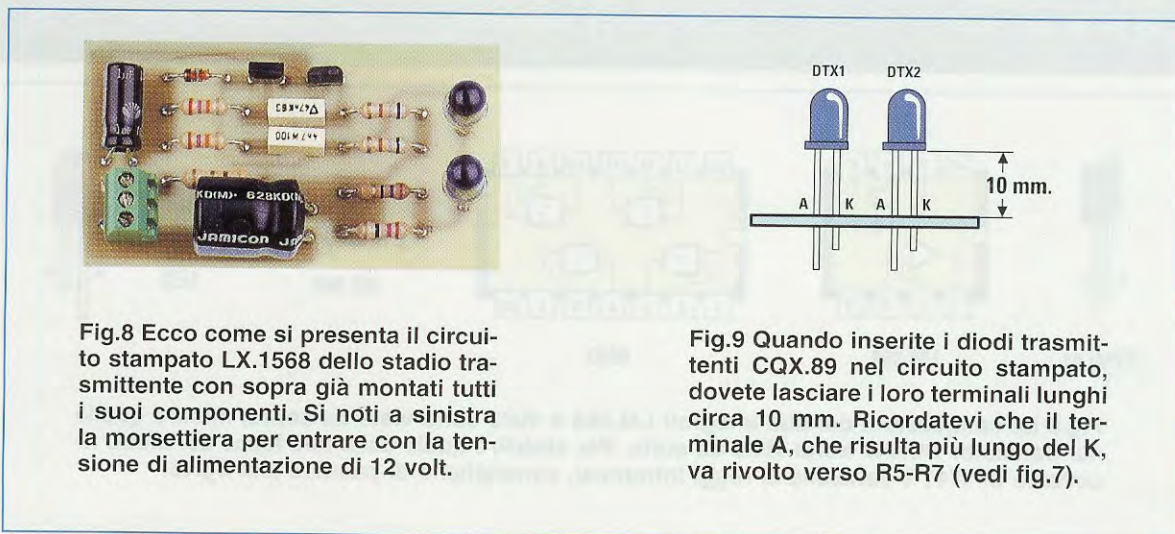 DTX1 DTX2
10 mm.
A K A K
JAMICON
Fig.8 Ecco come si presenta il circui-
to stampato LX.1568 dello stadio tra-
smittente con sopra già montati tutti
i suoi componenti. Si noti a sinistra
la morsettiera per entrare con la ten-
sione di alimentazione di 12 volt.
Fig.9 Quando inserite i diodi trasmit-
tenti CQX.89 nel circuito stampato,
dovete lasciare i loro terminali lunghi
circa 10 mm. Ricordatevi che il ter-
minale A, che risulta più lungo del K,
va rivolto verso R5-R7 (vedi fig.7).